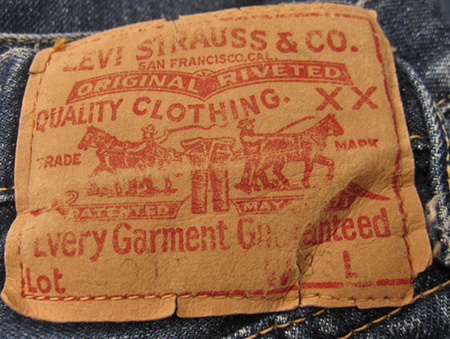 LEVI STRAUSS & CO.
SAN FRANCISCO, CAL.
ORIGINAL RIVETED
QUALITY CLOTHING. XX
TRADE MARK
PATENTED MAY
Every Garment Guaranteed
Lot L